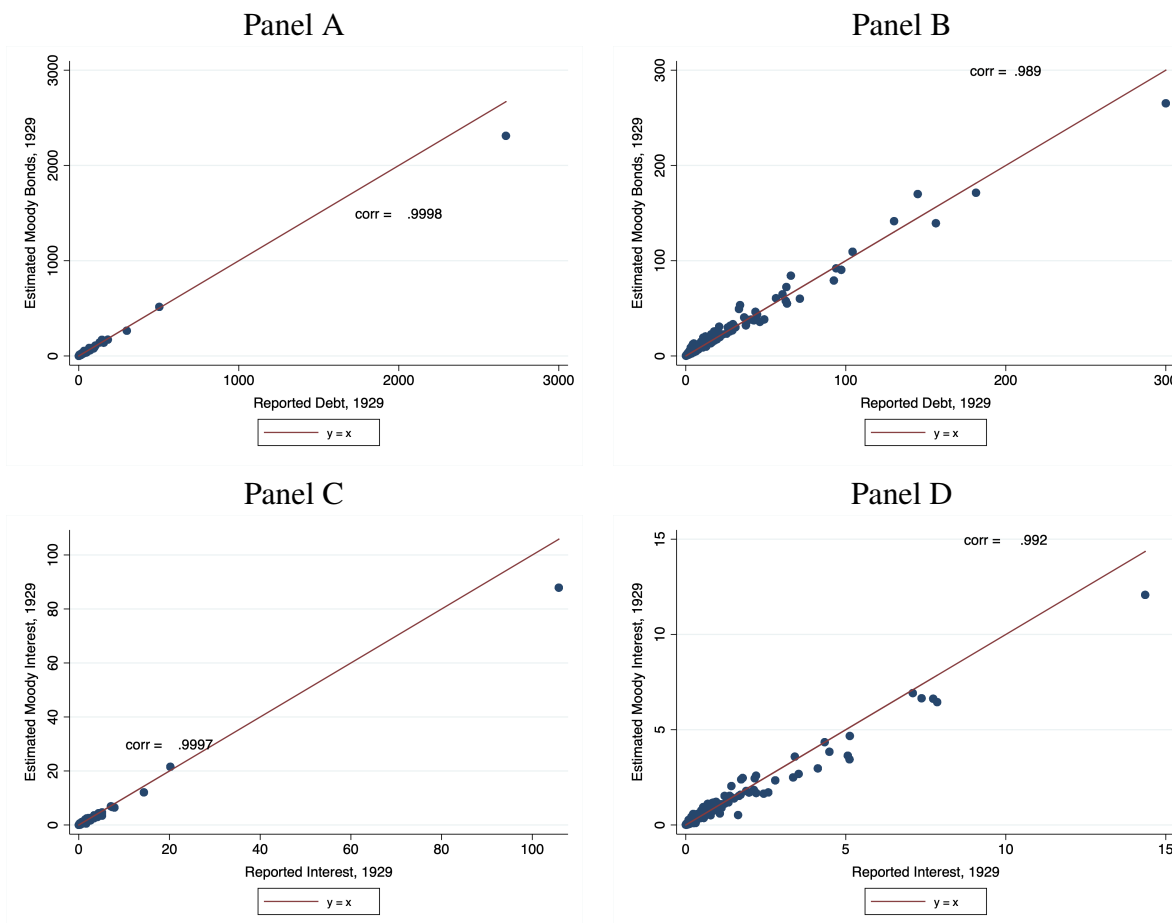 Panel A
Estimated Moody Bonds, 1929
3000
2000
1000
0
corr = .9998
0 1000 2000 3000
Reported Debt, 1929
y = x
Panel B
Estimated Moody Bonds, 1929
300
200
100
0
corr = .989
0 100 200 300
Reported Debt, 1929
y = x
Panel C
Estimated Moody Interest, 1929
100
80
60
40
20
0
corr = .9997
0 20 40 60 80 100
Reported Interest, 1929
y = x
Panel D
Estimated Moody Interest, 1929
15
10
5
0
corr = .992
0 5 10 15
Reported Interest, 1929
y = x